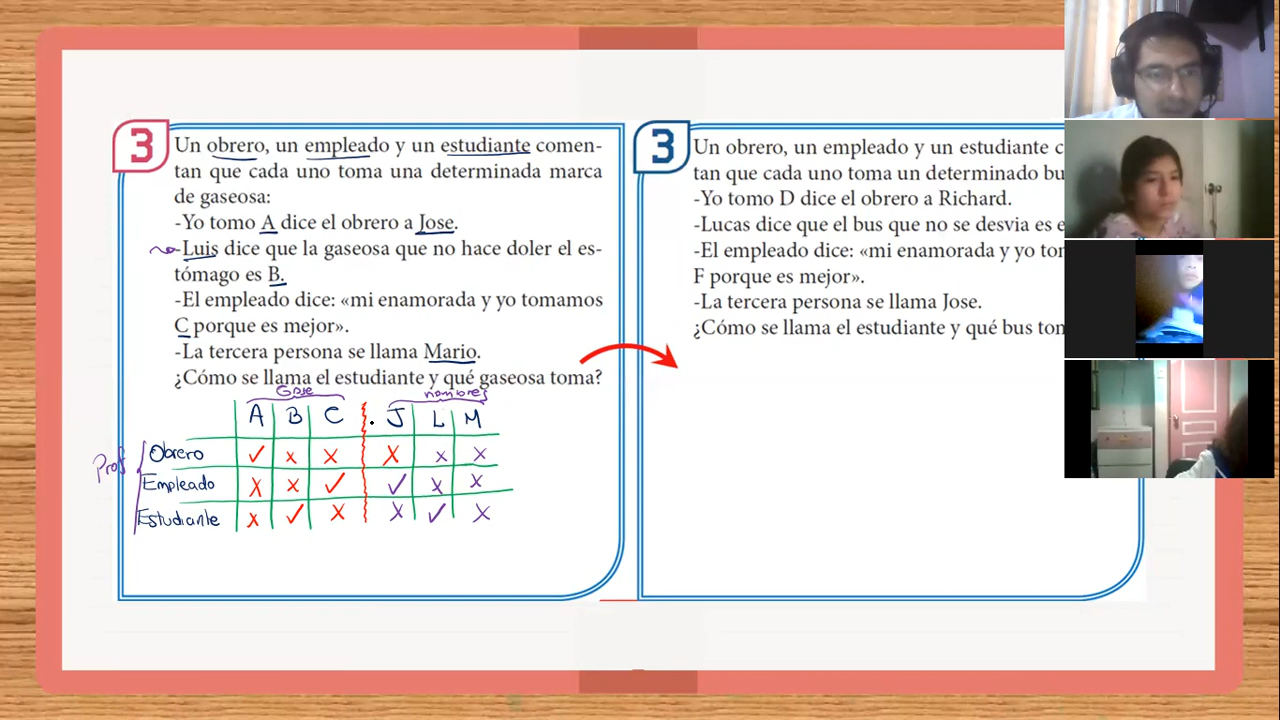 3
Un obrero, un empleado y un estudiante comen-
tan que cada uno toma una determinada marca
de gaseosa:
-Yo tomo A dice el obrero a Jose.
-Luis dice que la gaseosa que no hace doler el es-
tómago es B.
-El empleado dice: «mi enamorada y yo tomamos
C porque es mejor».
-La tercera persona se llama Mario.
¿Cómo se llama el estudiante y qué gaseosa toma?
nombres
A B C J L M
Prof
Obrero ✓ x x x x x
Empleado x x ✓ ✓ x x
Estudiante x ✓ x x ✓ x
3
Un obrero, un empleado y un estudiante c
tan que cada uno toma un determinado bu
-Yo tomo D dice el obrero a Richard.
-Lucas dice que el bus que no se desvia es e
-El empleado dice: «mi enamorada y yo tom
F porque es mejor».
-La tercera persona se llama Jose.
¿Cómo se llama el estudiante y qué bus tom